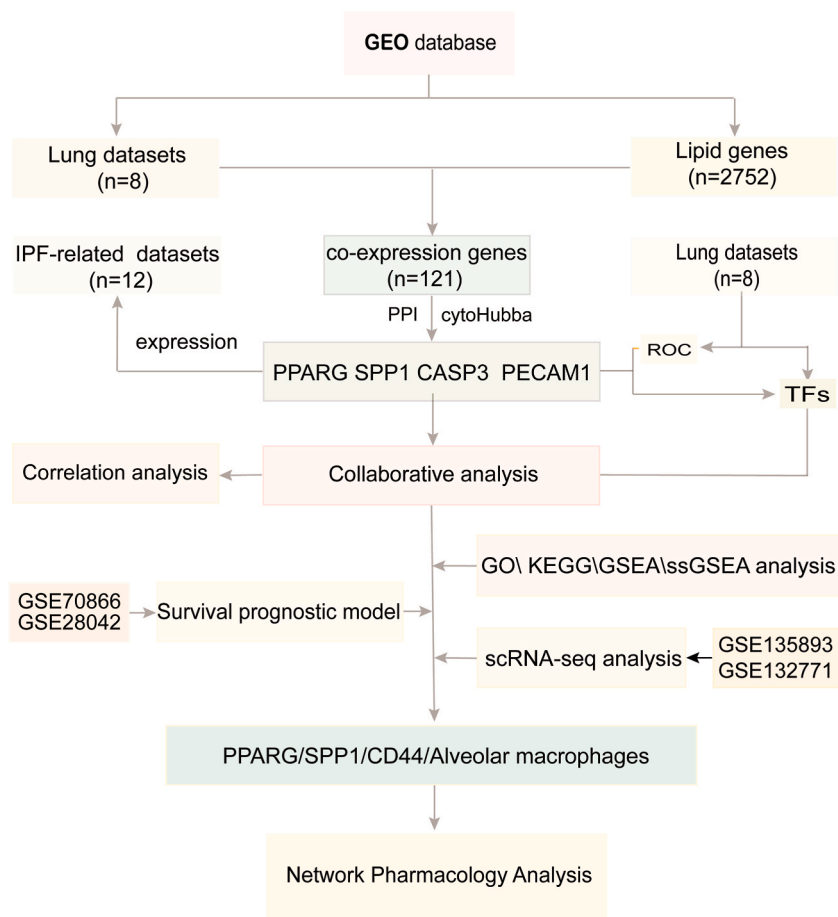 GEO database
Lung datasets
(n=8)
Lipid genes
(n=2752)
IPF-related datasets
(n=12)
co-expression genes
(n=121)
Lung datasets
(n=8)
PPI
cytoHubba
expression
PPARG SPP1 CASP3 PECAM1
ROC
TFs
Correlation analysis
Collaborative analysis
GO\ KEGG\GSEA\ssGSEA analysis
GSE70866
GSE28042
Survival prognostic model
scRNA-seq analysis
GSE135893
GSE132771
PPARG/SPP1/CD44/Alveolar macrophages
Network Pharmacology Analysis